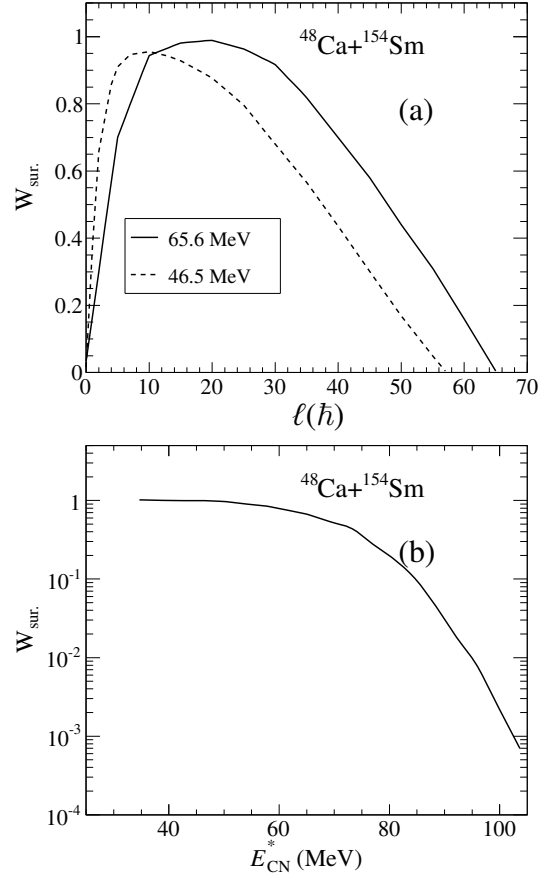 1
0.8
0.6
0.4
0.2
0
W_sur.
⁴⁸Ca+¹⁵⁴Sm
(a)
65.6 MeV
46.5 MeV
0 10 20 30 40 50 60 70
ℓ(ℏ)
1
10⁻¹
10⁻²
10⁻³
10⁻⁴
W_sur.
⁴⁸Ca+¹⁵⁴Sm
(b)
40 60 80 100
E*_CN (MeV)